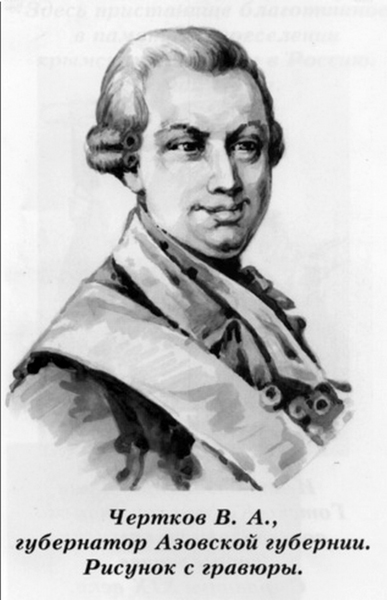 Чертков В. А.,
губернатор Азовской губернии.
Рисунок с гравюры.